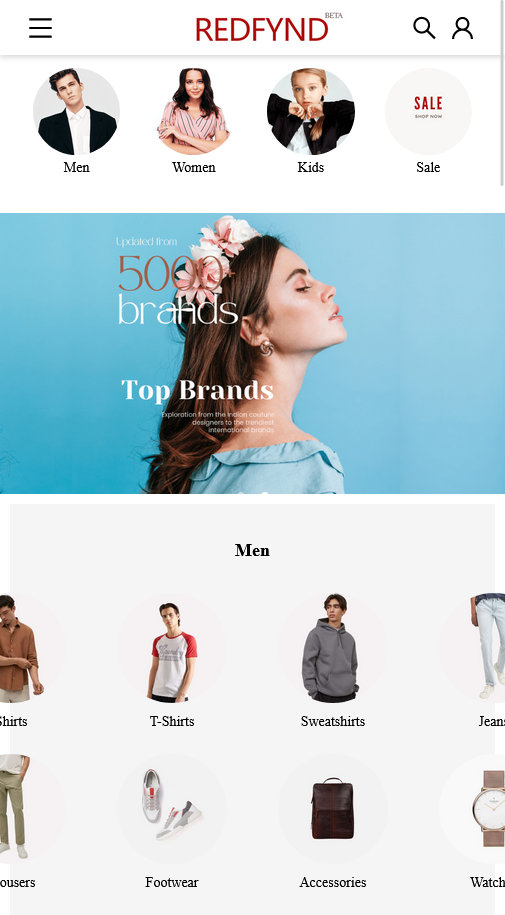 REDFYND
BETA
Men
Women
Kids
SALE
SHOP NOW
Sale
Updated from
5000
brands
Top Brands
Exploration from the indian couture
designers to the trendiest
international brands
Men
Shirts
T-Shirts
Sweatshirts
Jeans
ousers
Footwear
Accessories
Watch